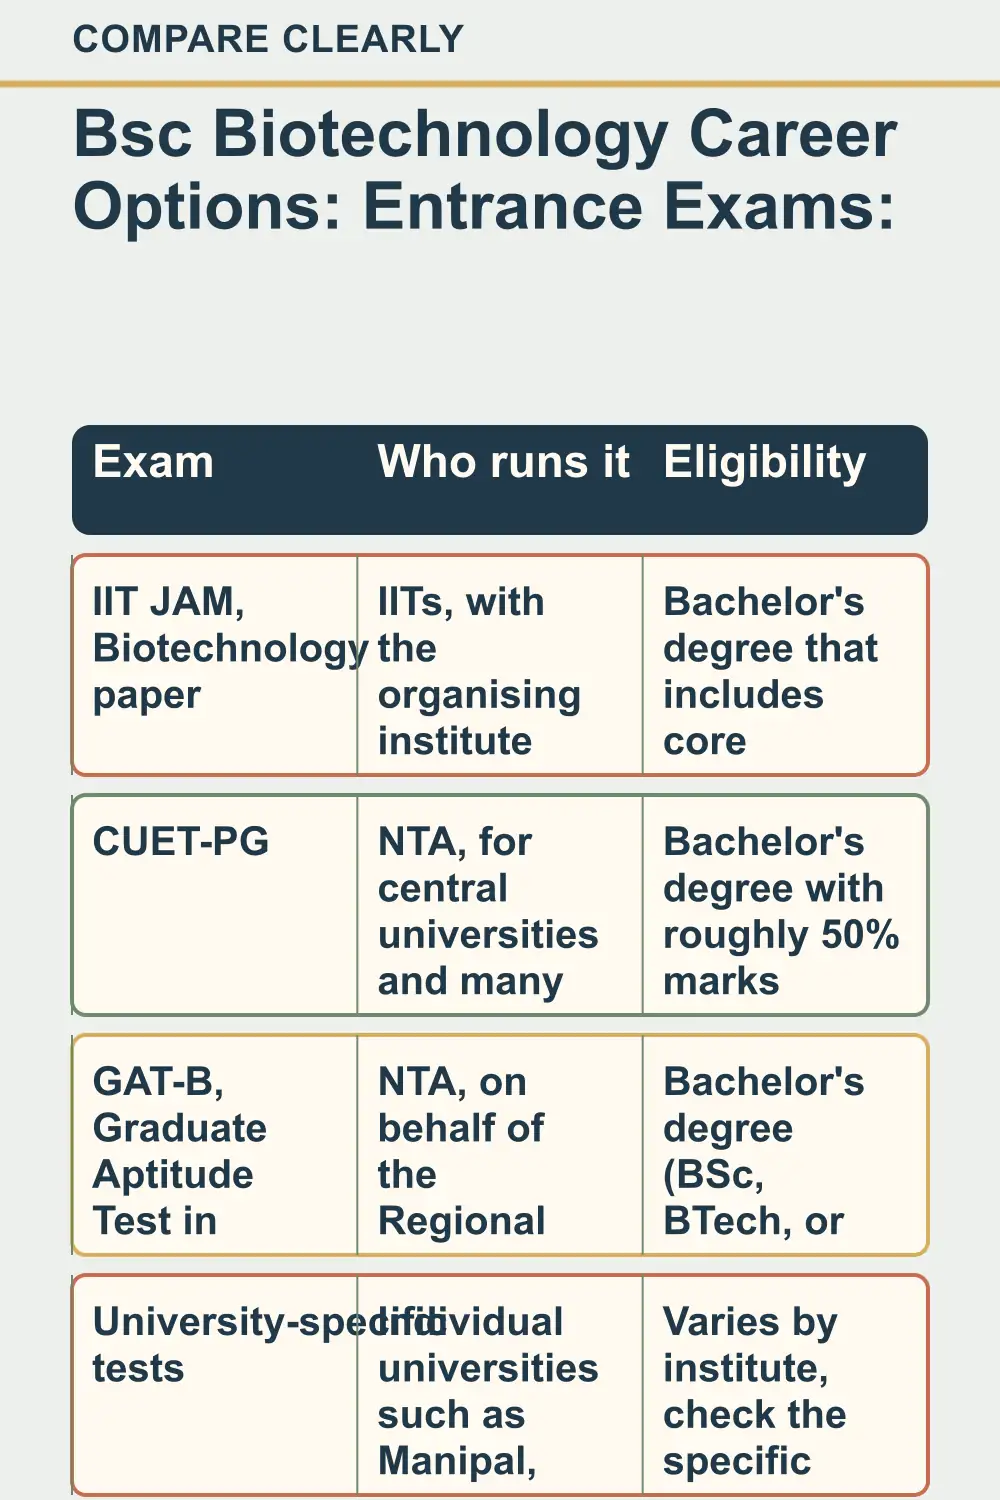 COMPARE CLEARLY
Bsc Biotechnology Career
Options: Entrance Exams:
Exam
Who runs it
Eligibility
IIT JAM,
Biotechnology
paper
IITs, with
the
organising
institute
Bachelor's
degree that
includes
core
CUET-PG
NTA, for
central
universities
and many
Bachelor's
degree with
roughly 50%
marks
GAT-B,
Graduate
Aptitude
Test in
NTA, on
behalf of
the
Regional
Bachelor's
degree
(BSc,
BTech, or
University-specific
tests
Individual
universities
such as
Manipal,
Varies by
institute,
check the
specific